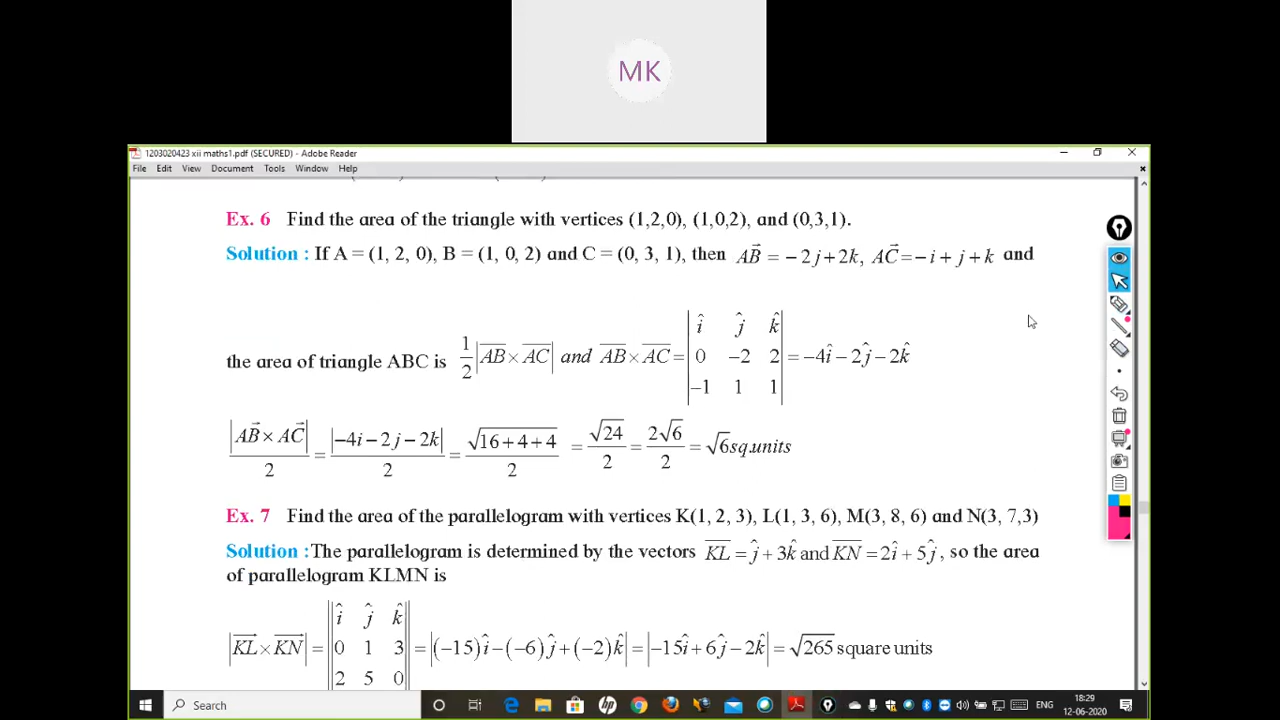 MK
1203020423 xii maths1.pdf (SECURED) - Adobe Reader
File Edit View Document Tools Window Help
Ex. 6 Find the area of the triangle with vertices (1,2,0), (1,0,2), and (0,3,1).
Solution : If A = (1, 2, 0), B = (1, 0, 2) and C = (0, 3, 1), then AB⃗ = − 2j + 2k, AC⃗ = − i + j + k and
the area of triangle ABC is 1/2 |A̅B̅ × A̅C̅| and A̅B̅ × A̅C̅ = | î ĵ k̂ | 0 −2 2 | −1 1 1 | = −4î − 2ĵ − 2k̂
|AB⃗ × AC⃗| / 2 = |−4i − 2j − 2k| / 2 = √(16 + 4 + 4) / 2 = √24 / 2 = 2√6 / 2 = √6 sq.units
Ex. 7 Find the area of the parallelogram with vertices K(1, 2, 3), L(1, 3, 6), M(3, 8, 6) and N(3, 7,3)
Solution :The parallelogram is determined by the vectors K̅L̅ = ĵ + 3k̂ and K̅N̅ = 2î + 5ĵ, so the area
of parallelogram KLMN is
|KL⃗ × KN⃗| = || î ĵ k̂ | 0 1 3 | 2 5 0 || = |(−15)î − (−6)ĵ + (−2)k̂| = |−15î + 6ĵ − 2k̂| = √265 square units
Search
ENG
18:29
12-06-2020